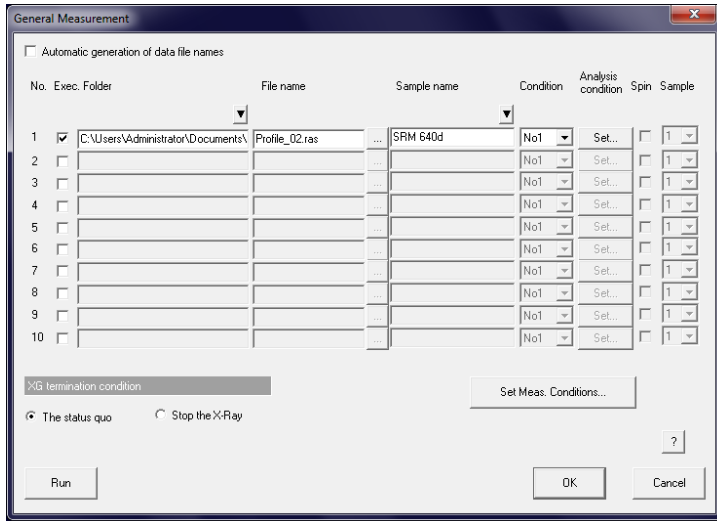 General Measurement
Automatic generation of data file names
No. Exec. Folder File name Sample name Condition Analysis condition Spin Sample
1 C:\Users\Administrator\Documents\ Profile_02.ras ... SRM 640d No1 Set... 1
2 ... No1 Set... 1
3 ... No1 Set... 1
4 ... No1 Set... 1
5 ... No1 Set... 1
6 ... No1 Set... 1
7 ... No1 Set... 1
8 ... No1 Set... 1
9 ... No1 Set... 1
10 ... No1 Set... 1
XG termination condition
Set Meas. Conditions...
The status quo Stop the X-Ray
?
Run OK Cancel